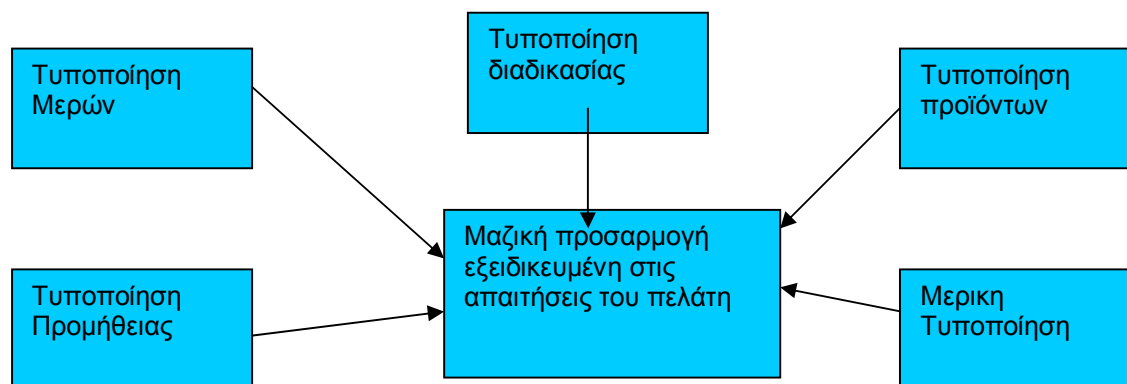 Τυποποίηση
Μερών
Τυποποίηση
διαδικασίας
Τυποποίηση
προϊόντων
Μαζική προσαρμογή
εξειδικευμένη στις
απαιτήσεις του πελάτη
Τυποποίηση
Προμήθειας
Μερικη
Τυποποίηση